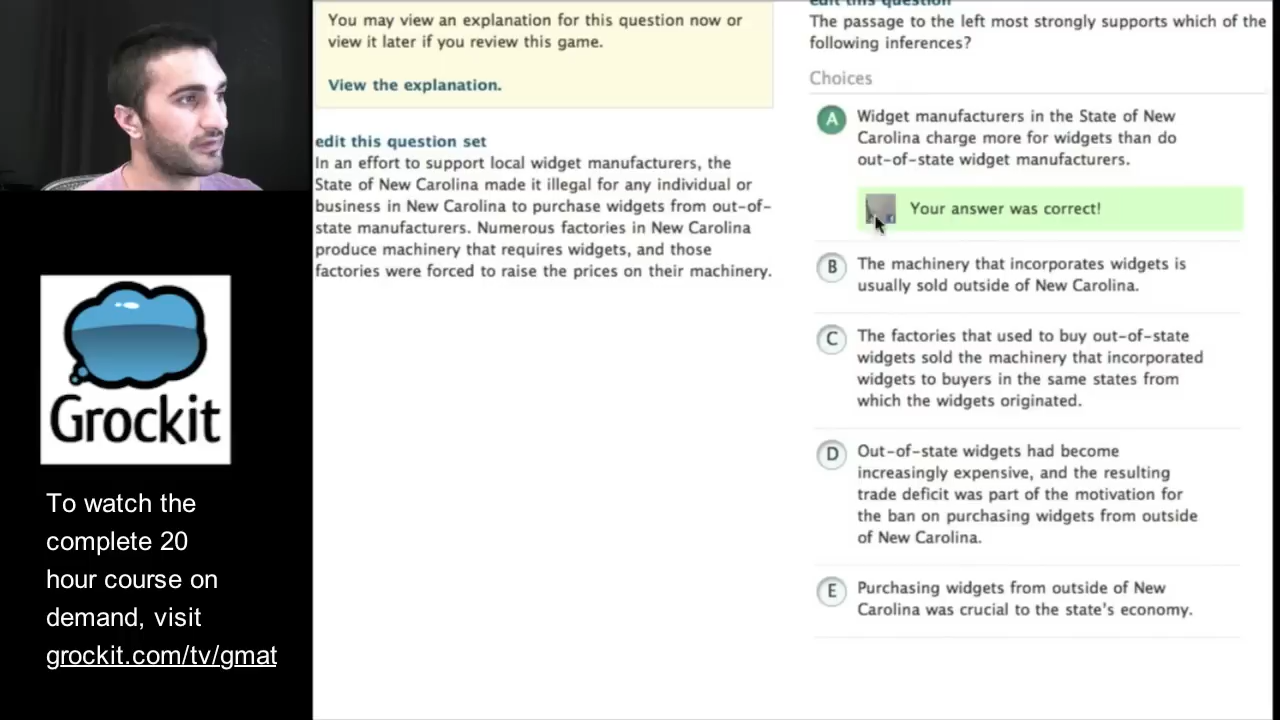 You may view an explanation for this question now or
view it later if you review this game.
View the explanation.
edit this question set
In an effort to support local widget manufacturers, the
State of New Carolina made it illegal for any individual or
business in New Carolina to purchase widgets from out-of-
state manufacturers. Numerous factories in New Carolina
produce machinery that requires widgets, and those
factories were forced to raise the prices on their machinery.
edit this question
The passage to the left most strongly supports which of the
following inferences?
Choices
A
Widget manufacturers in the State of New
Carolina charge more for widgets than do
out-of-state widget manufacturers.
Your answer was correct!
B
The machinery that incorporates widgets is
usually sold outside of New Carolina.
C
The factories that used to buy out-of-state
widgets sold the machinery that incorporated
widgets to buyers in the same states from
which the widgets originated.
D
Out-of-state widgets had become
increasingly expensive, and the resulting
trade deficit was part of the motivation for
the ban on purchasing widgets from outside
of New Carolina.
E
Purchasing widgets from outside of New
Carolina was crucial to the state's economy.
Grockit
To watch the
complete 20
hour course on
demand, visit
grockit.com/tv/gmat